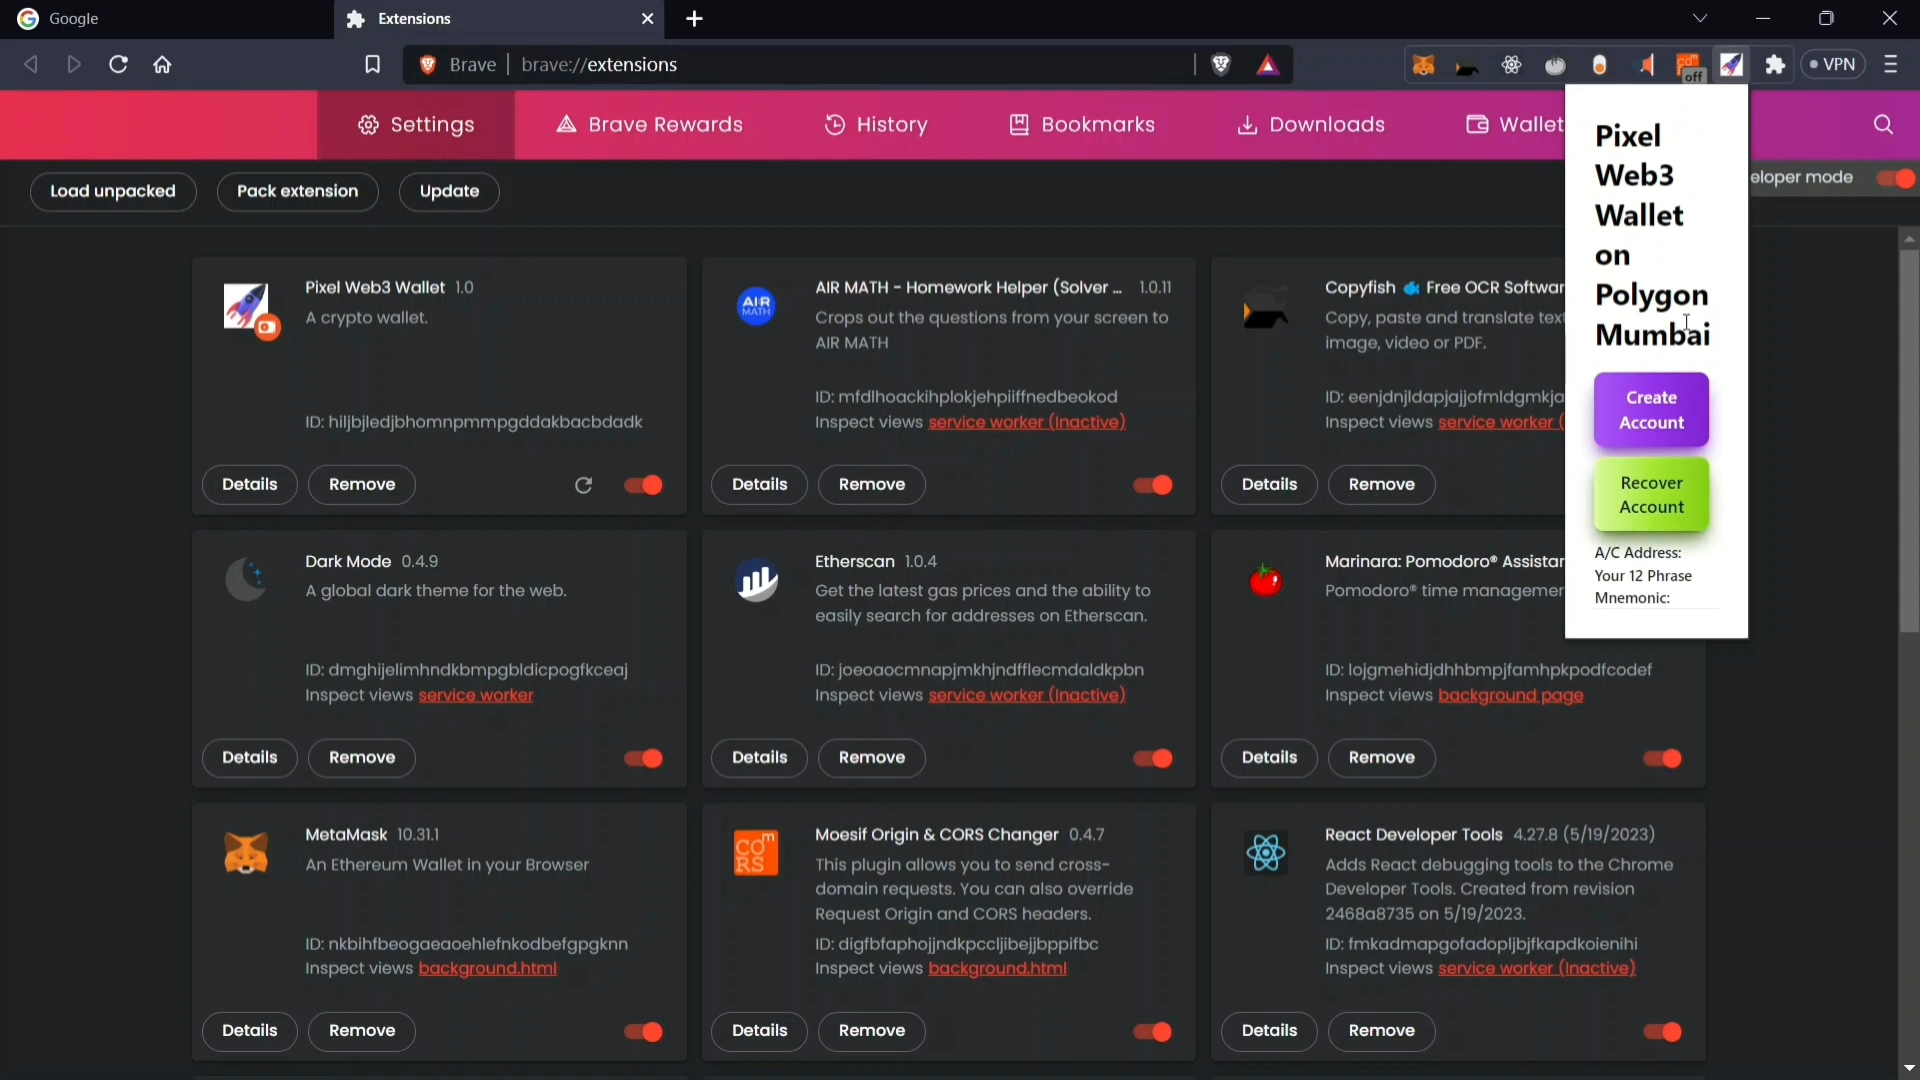 Google
Extensions
Brave
brave://extensions
off
VPN
Settings
Brave Rewards
History
Bookmarks
Downloads
Wallet
Load unpacked
Pack extension
Update
eloper mode
Pixel
Web3
Wallet
on
Polygon
Mumbai
Create
Account
Recover
Account
A/C Address:
Your 12 Phrase
Mnemonic:
Pixel Web3 Wallet 1.0
A crypto wallet.
ID: hiljbjledjbhomnpmmpgddakbacbdadk
Details
Remove
AIR
MATH
AIR MATH - Homework Helper (Solver ... 1.0.11
Crops out the questions from your screen to
AIR MATH
ID: mfdlhoackihplokjehpiiffnedbeokod
Inspect views service worker (Inactive)
Details
Remove
Copyfish 🐟 Free OCR Softwar
Copy, paste and translate text
image, video or PDF.
ID: eenjdnjldapjajjofmldgmkja
Inspect views service worker (
Details
Remove
Dark Mode 0.4.9
A global dark theme for the web.
ID: dmghijelimhndkbmpgbldicpogfkceaj
Inspect views service worker
Details
Remove
Etherscan 1.0.4
Get the latest gas prices and the ability to
easily search for addresses on Etherscan.
ID: joeoaocmnapjmkhjndfflecmdaldkpbn
Inspect views service worker (Inactive)
Details
Remove
Marinara: Pomodoro® Assistar
Pomodoro® time managemer
ID: lojgmehidjdhhbmpjfamhpkpodfcodef
Inspect views background page
Details
Remove
MetaMask 10.31.1
An Ethereum Wallet in your Browser
ID: nkbihfbeogaeaoehlefnkodbefgpgknn
Inspect views background.html
Details
Remove
m
CO
RS
Moesif Origin & CORS Changer 0.4.7
This plugin allows you to send cross-
domain requests. You can also override
Request Origin and CORS headers.
ID: digfbfaphojjndkpccljibejjbppifbc
Inspect views background.html
Details
Remove
React Developer Tools 4.27.8 (5/19/2023)
Adds React debugging tools to the Chrome
Developer Tools. Created from revision
2468a8735 on 5/19/2023.
ID: fmkadmapgofadopljbjfkapdkoienihi
Inspect views service worker (Inactive)
Details
Remove